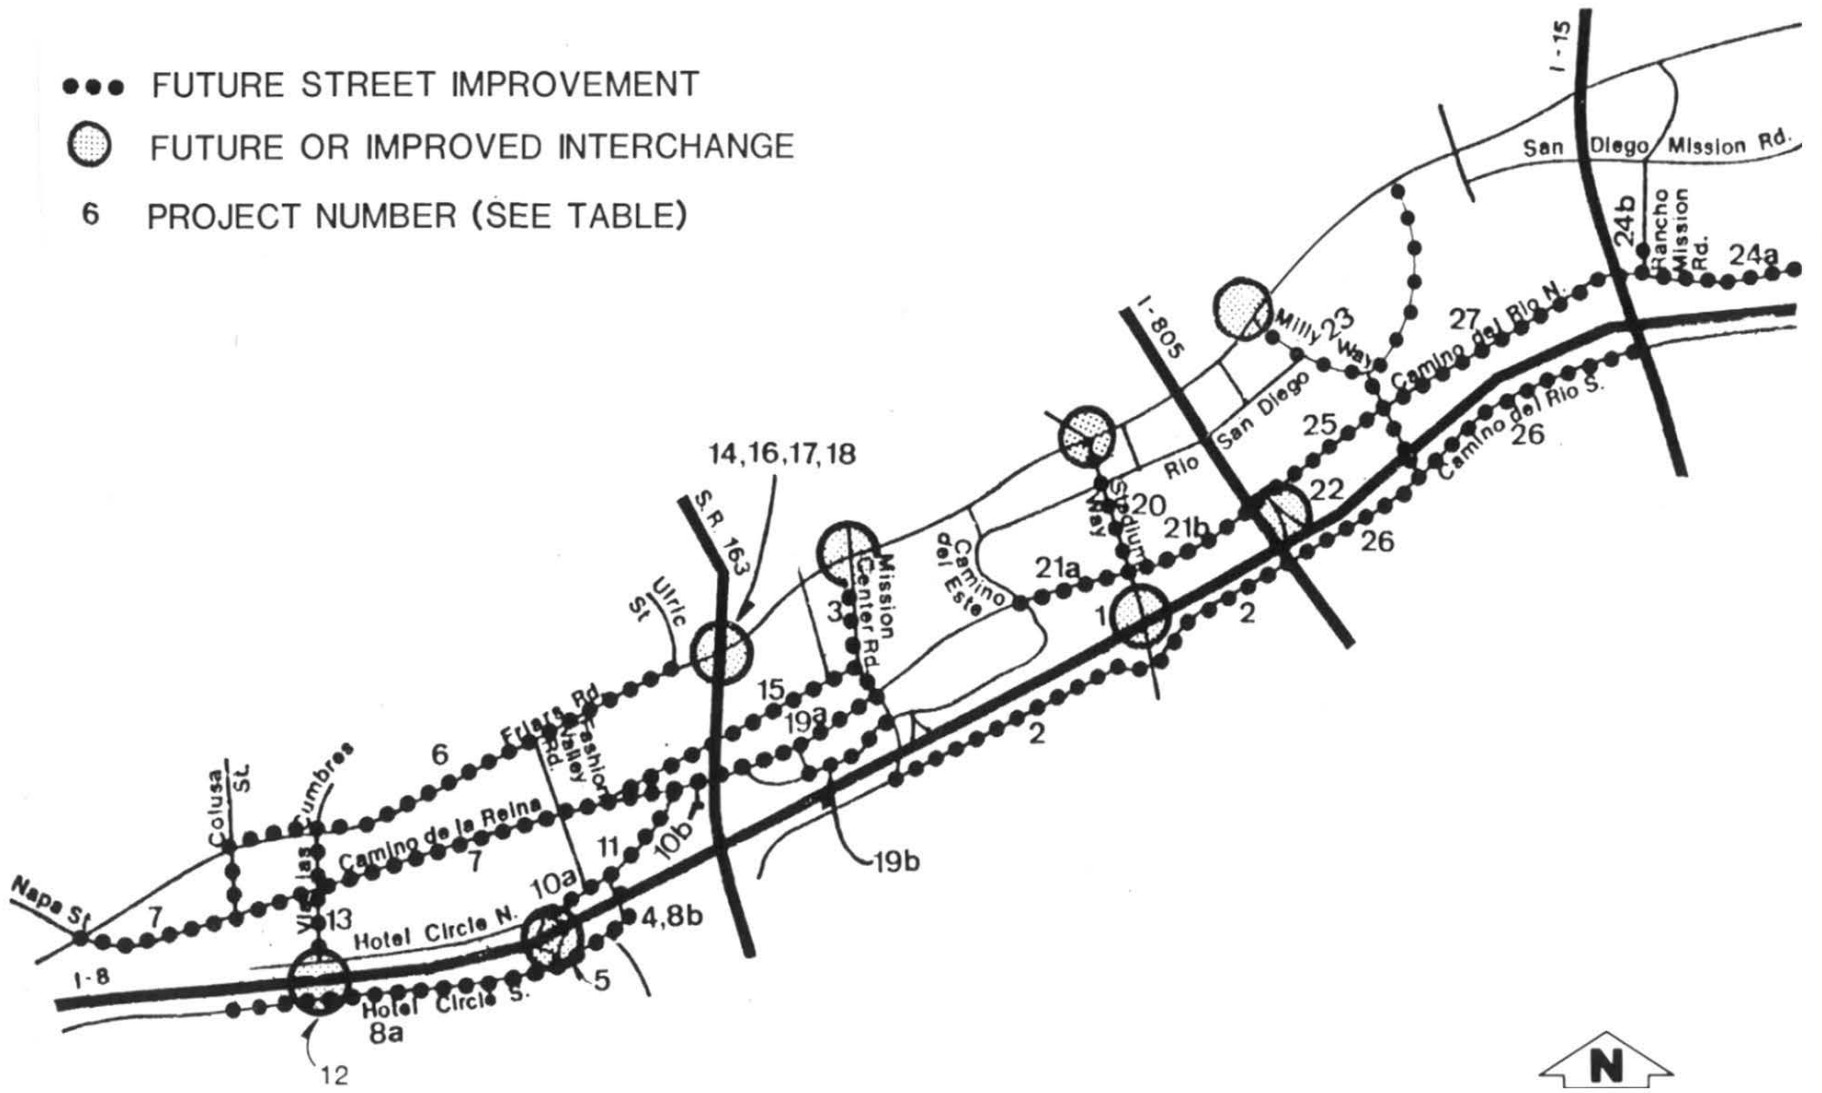 FUTURE STREET IMPROVEMENT
FUTURE OR IMPROVED INTERCHANGE
6 PROJECT NUMBER (SEE TABLE)
I-15
San Diego Mission Rd.
24b
Rancho
Mission
Rd.
24a
I-805
Milly Way
23
27
Camino del Rio N.
Camino del Rio S.
26
25
Rio San Diego
22
26
14,16,17,18
S.R. 163
Ulric
St
Mission
Center Rd.
3
Camino
del Este
Stadium
Way
20
21b
21a
1
2
2
15
19a
19b
Friars Rd.
Fashion
Valley
Rd.
6
Colusa
St.
Via las Cumbres
Camino de la Reina
7
11
10b
10a
Napa St
7
13
Hotel Circle N.
4,8b
5
I-8
Hotel Circle S.
8a
12
N